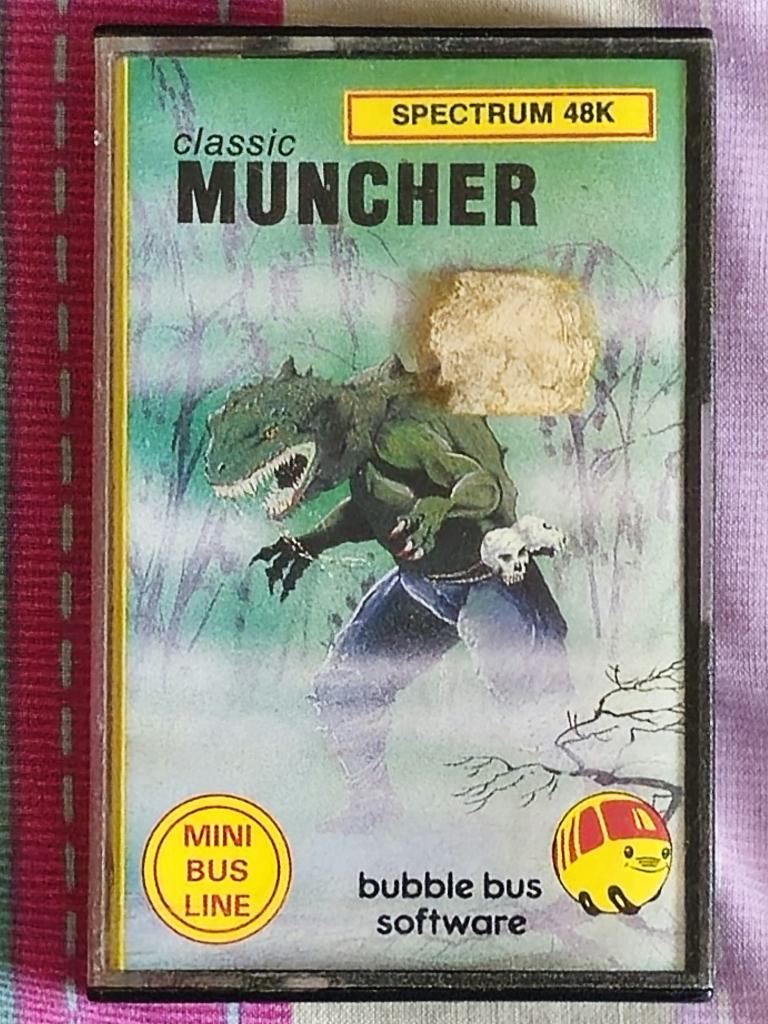 SPECTRUM 48K
classic
MUNCHER
MINI
BUS
LINE
bubble bus
software